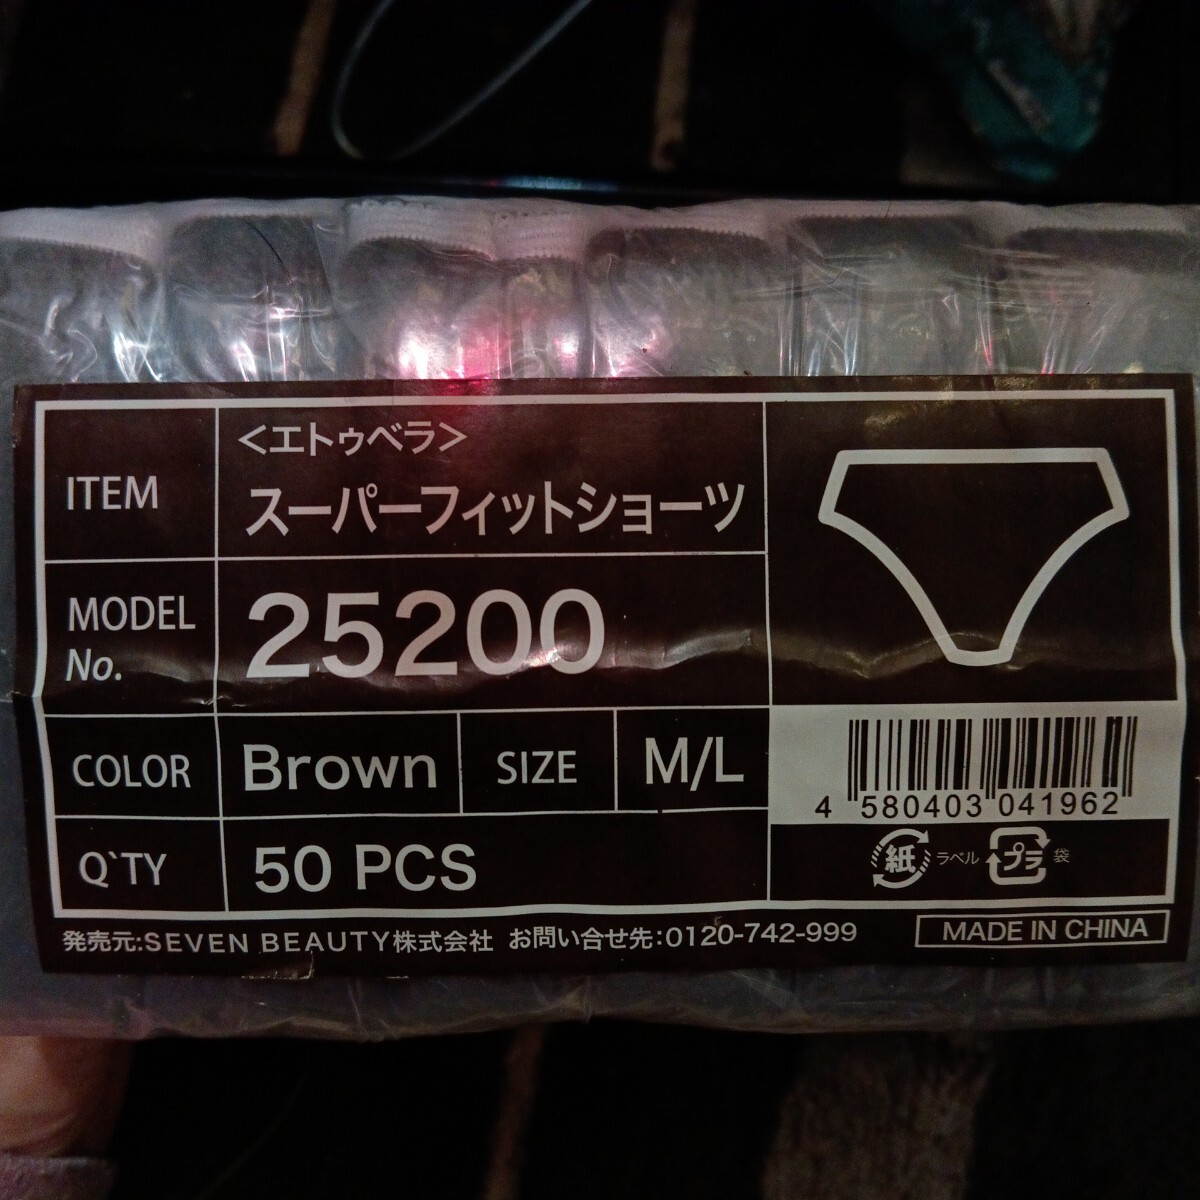 ITEM
<エトゥベラ>
スーパーフィットショーツ
MODEL
No.
25200
COLOR
Brown
SIZE
M/L
Q`TY
50 PCS
4 580403 041962
紙 ラベル プラ 袋
発売元:SEVEN BEAUTY株式会社 お問い合せ先:0120-742-999
MADE IN CHINA